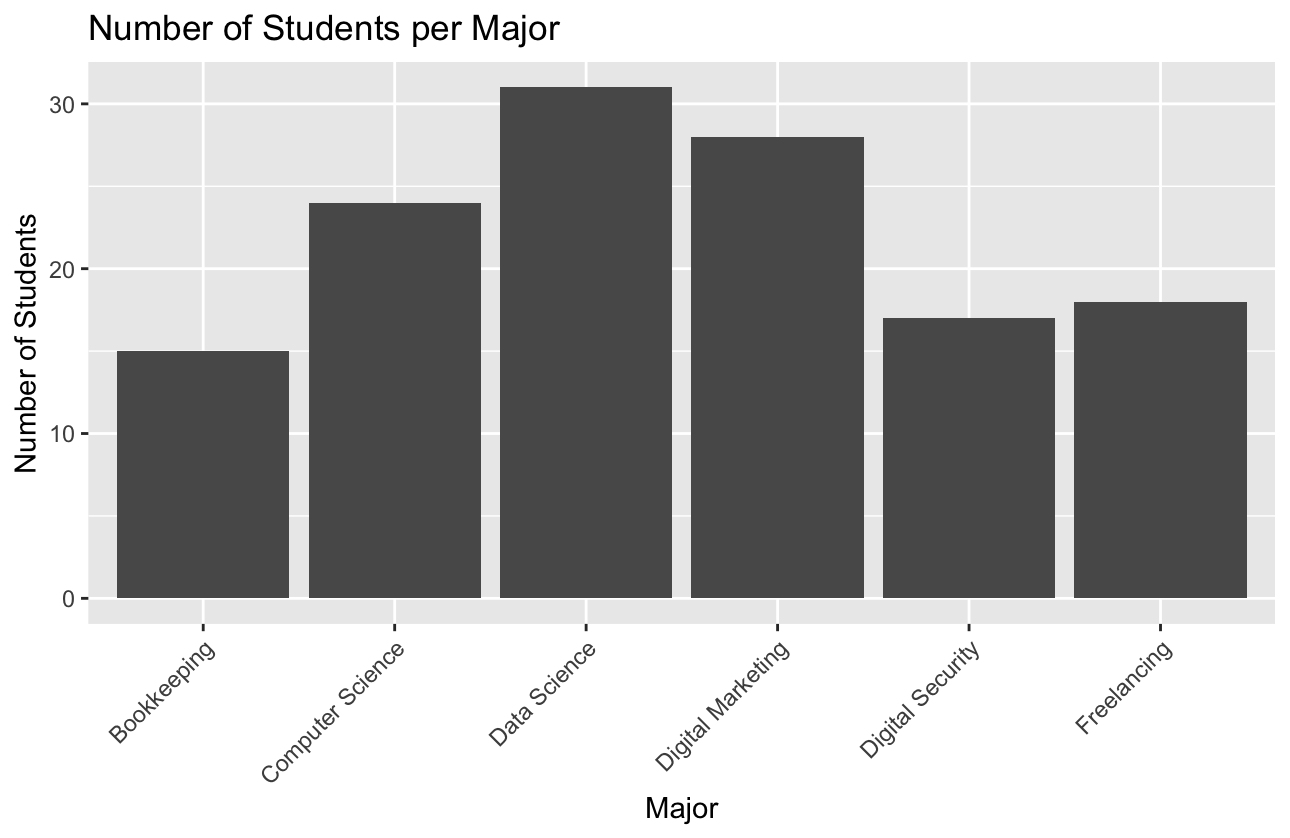 Number of Students per Major
Number of Students
30
20
10
0
Bookkeeping
Computer Science
Data Science
Digital Marketing
Digital Security
Freelancing
Major